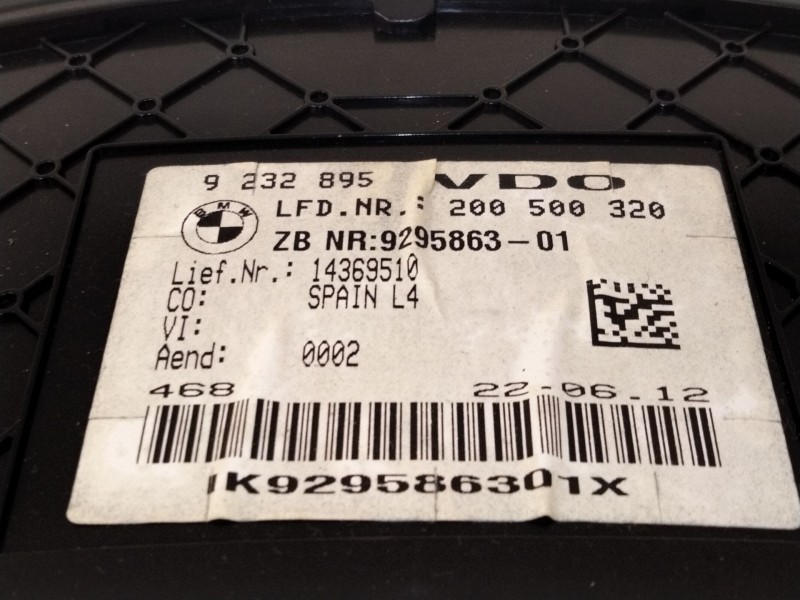 9 232 895 VDO
BMW
LFD.NR.: 200 500 320
ZB NR:9295863-01
Lief.Nr.: 14369510
CO: SPAIN L4
VI:
Aend: 0002
468 22-06.12
1K929586301X